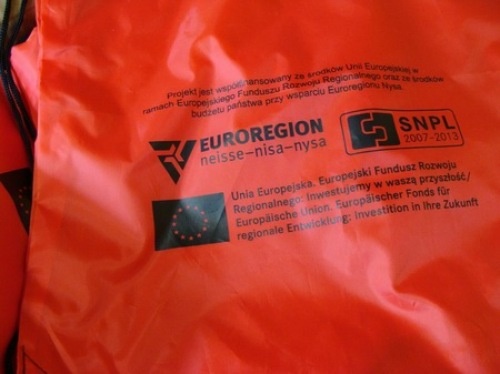 Projekt jest współfinansowany ze środków Unii Europejskiej w
ramach Europejskiego Funduszu Rozwoju Regionalnego oraz ze środków
budżetu państwa przy wsparciu Euroregionu Nysa.
EUROREGION
neisse-nisa-nysa
SNPL
2007-2013
Unia Europejska. Europejski Fundusz Rozwoju
Regionalnego: Inwestujemy w waszą przyszłość/
Europäische Union. Europäischer Fonds für
regionale Entwicklung: Investition in Ihre Zukunft